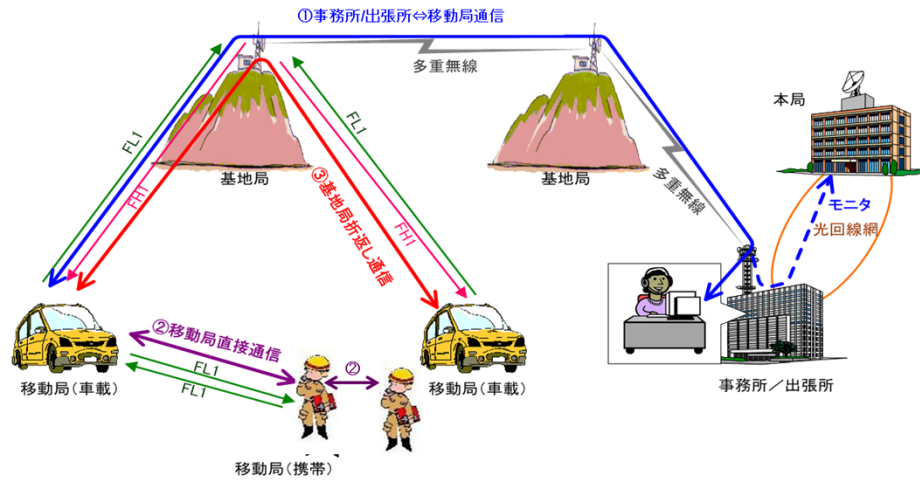 ①事務所/出張所⇔移動局通信
多重無線
本局
FL1
FL1
FH1
基地局
基地局
③基地局折返し通信
FH1
多重無線
モニタ
光回線網
②移動局直接通信
②
FL1
FL1
移動局(車載)
移動局(車載)
事務所/出張所
移動局(携帯)